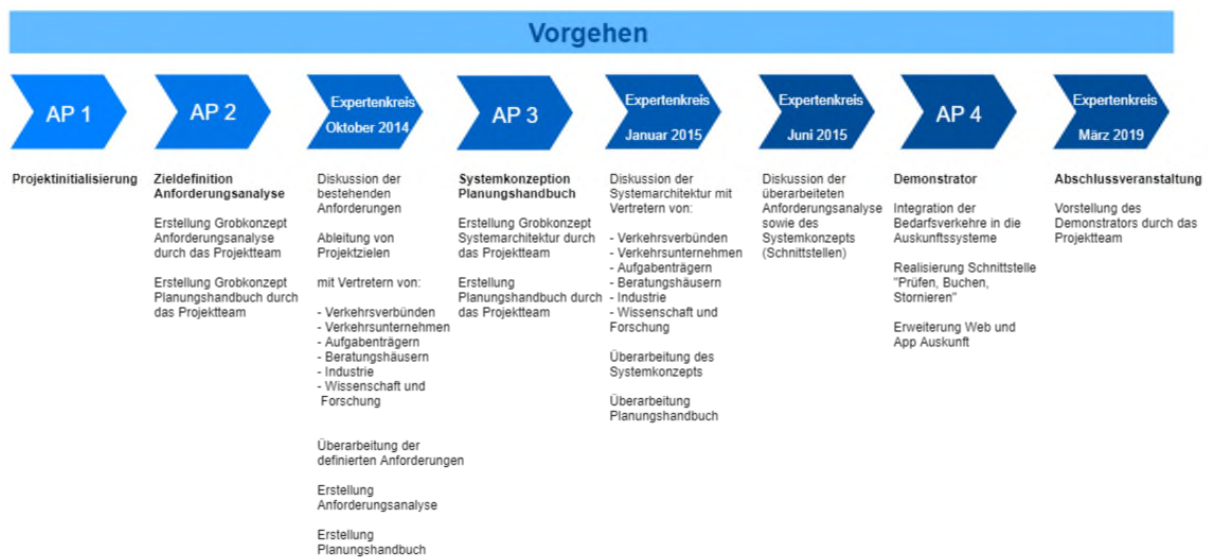 Vorgehen
AP 1
Projektinitialisierung
AP 2
Zieldefinition
Anforderungsanalyse
Erstellung Grobkonzept
Anforderungsanalyse
durch das Projektteam
Erstellung Grobkonzept
Planungshandbuch durch
das Projektteam
Expertenkreis
Oktober 2014
Diskussion der
bestehenden
Anforderungen
Ableitung von
Projektzielen
mit Vertretern von:
- Verkehrsverbünden
- Verkehrsunternehmen
- Aufgabenträgern
- Beratungshäusern
- Industrie
- Wissenschaft und
Forschung
Überarbeitung der
definierten Anforderungen
Erstellung
Anforderungsanalyse
Erstellung
Planungshandbuch
AP 3
Systemkonzeption
Planungshandbuch
Erstellung Grobkonzept
Systemarchitektur durch
das Projektteam
Erstellung
Planungshandbuch durch
das Projektteam
Expertenkreis
Januar 2015
Diskussion der
Systemarchitektur mit
Vertretern von:
- Verkehrsverbünden
- Verkehrsunternehmen
- Aufgabenträgern
- Beratungshäusern
- Industrie
- Wissenschaft und
Forschung
Überarbeitung des
Systemkonzepts
Überarbeitung
Planungshandbuch
Expertenkreis
Juni 2015
Diskussion der
überarbeiteten
Anforderungsanalyse
sowie des
Systemkonzepts
(Schnittstellen)
AP 4
Demonstrator
Integration der
Bedarfsverkehre in die
Auskunftssysteme
Realisierung Schnittstelle
"Prüfen, Buchen,
Stornieren"
Erweiterung Web und
App Auskunft
Expertenkreis
März 2019
Abschlussveranstaltung
Vorstellung des
Demonstrators durch das
Projektteam